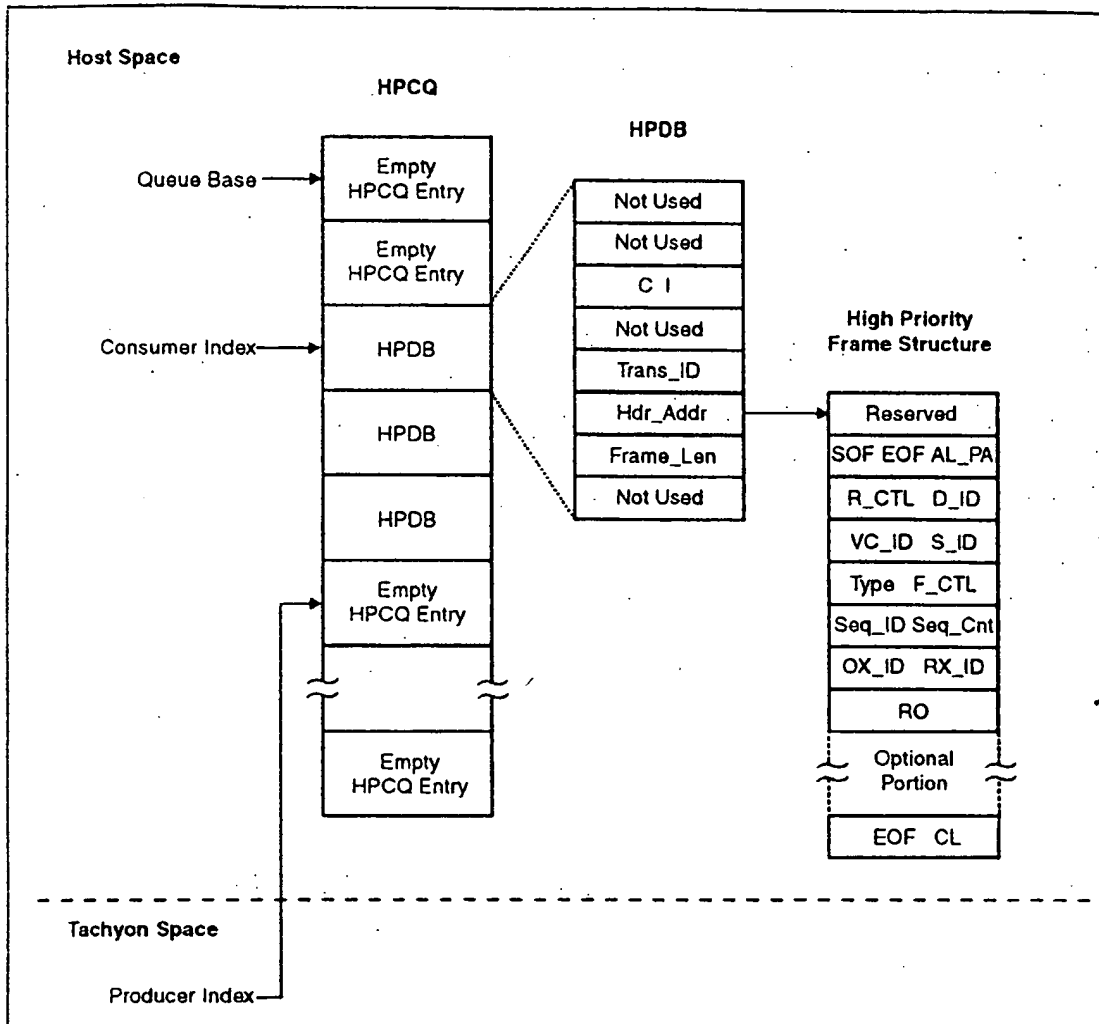 Host Space
HPCQ
HPDB
Queue Base
Empty
HPCQ Entry
Empty
HPCQ Entry
Consumer Index
HPDB
HPDB
HPDB
Empty
HPCQ Entry
Empty
HPCQ Entry
Not Used
Not Used
C I
Not Used
Trans_ID
Hdr_Addr
Frame_Len
Not Used
High Priority
Frame Structure
Reserved
SOF EOF AL_PA
R_CTL D_ID
VC_ID S_ID
Type F_CTL
Seq_ID Seq_Cnt
OX_ID RX_ID
RO
Optional
Portion
EOF CL
Tachyon Space
Producer Index